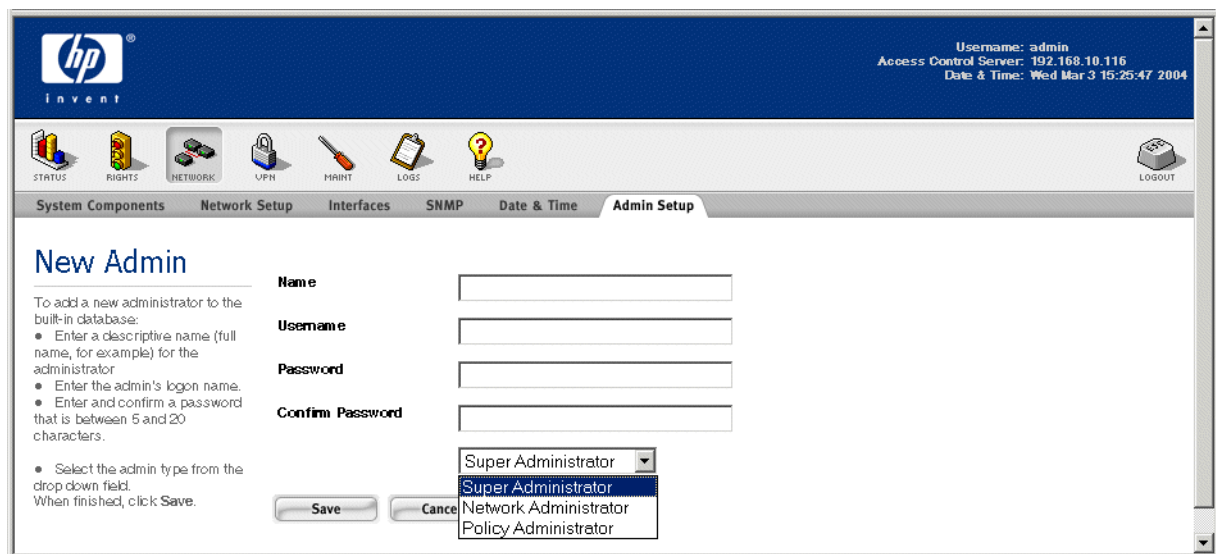 hp ®
invent
Username: admin
Access Control Server: 192.168.10.116
Date & Time: Wed Mar 3 15:25:47 2004
STATUS RIGHTS NETWORK VPN MAINT LOGS HELP LOGOUT
System Components Network Setup Interfaces SNMP Date & Time Admin Setup
New Admin
To add a new administrator to the
built-in database:
● Enter a descriptive name (full
name, for example) for the
administrator
● Enter the admin's logon name.
● Enter and confirm a password
that is between 5 and 20
characters.
● Select the admin type from the
drop down field.
When finished, click Save.
Name
Username
Password
Confirm Password
Super Administrator
Super Administrator
Network Administrator
Policy Administrator
Save Cance